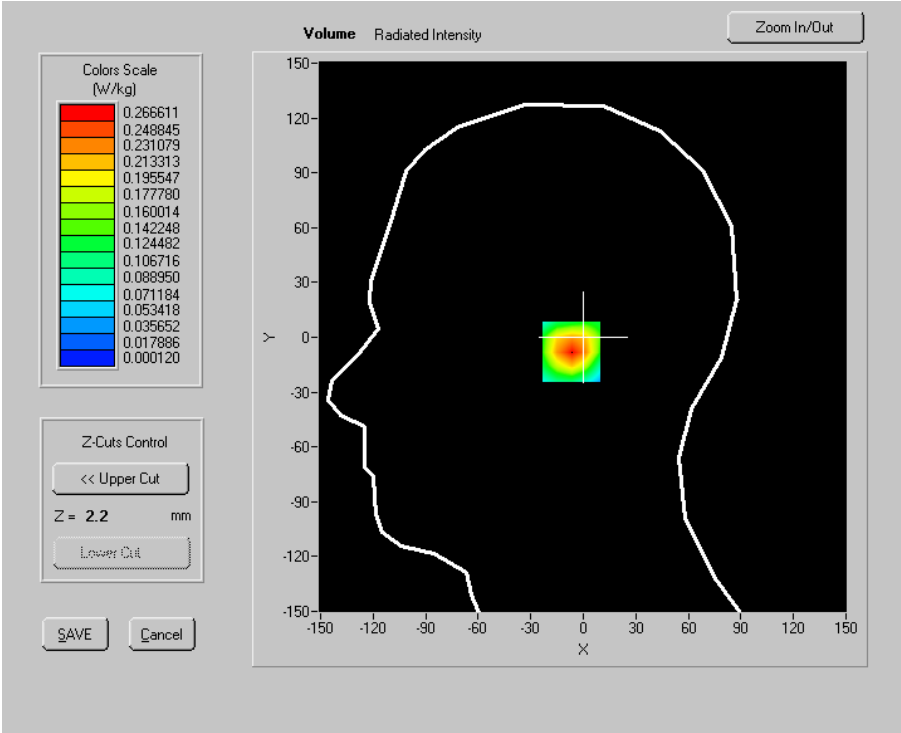 Volume Radiated Intensity
Zoom In/Out
Colors Scale
(W/kg)
0.266611
0.248845
0.231079
0.213313
0.195547
0.177780
0.160014
0.142248
0.124482
0.106716
0.088950
0.071184
0.053418
0.035652
0.017886
0.000120
Z-Cuts Control
<< Upper Cut
Z = 2.2 mm
Lower Cut
SAVE
Cancel
150
120
90
60
30
0
-30
-60
-90
-120
-150
Y
-150 -120 -90 -60 -30 0 30 60 90 120 150
X